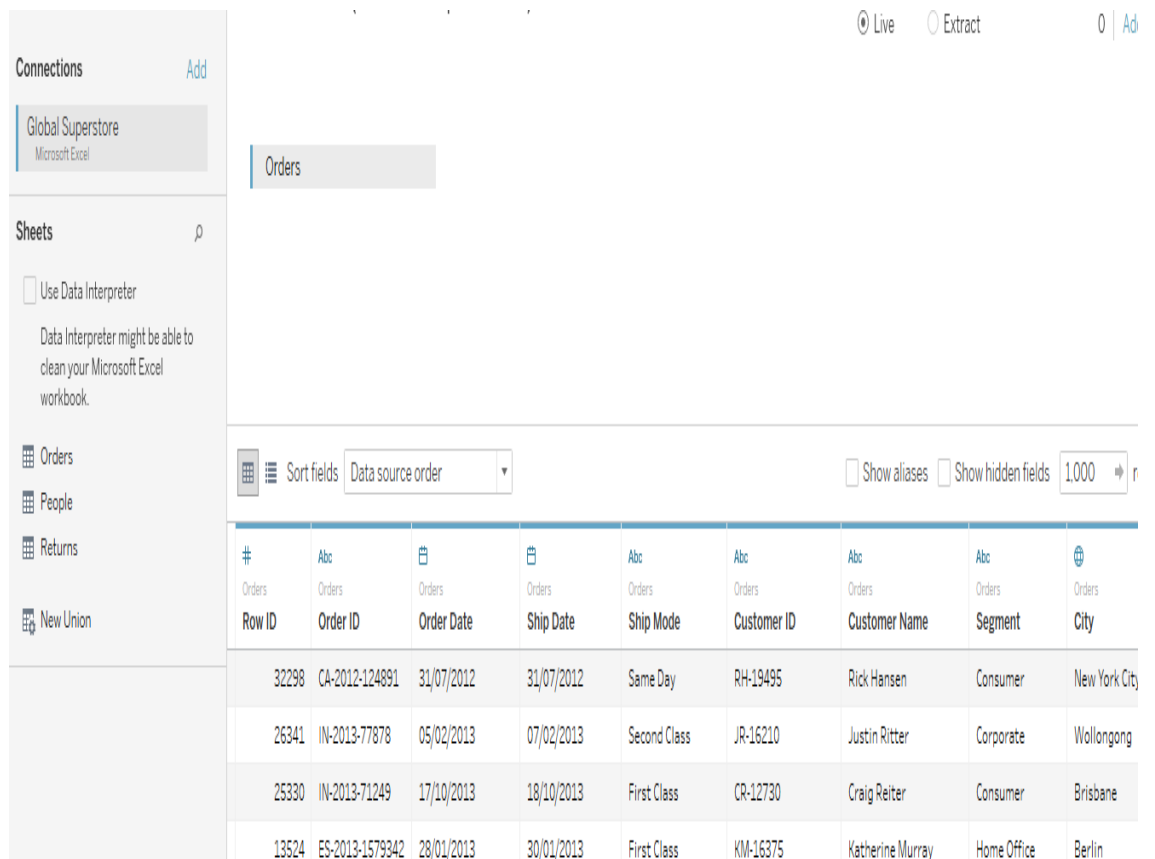 Live
Extract
0
Connections
Add
Global Superstore
Microsoft Excel
Orders
Sheets
Use Data Interpreter
Data Interpreter might be able to
clean your Microsoft Excel
workbook.
Orders
People
Returns
New Union
Sort fields Data source order
Show aliases Show hidden fields 1,000
# Abc Abc Abc Abc Abc
Orders Orders Orders Orders Orders Orders Orders Orders Orders
Row ID Order ID Order Date Ship Date Ship Mode Customer ID Customer Name Segment City
32298 CA-2012-124891 31/07/2012 31/07/2012 Same Day RH-19495 Rick Hansen Consumer New York City
26341 IN-2013-77878 05/02/2013 07/02/2013 Second Class JR-16210 Justin Ritter Corporate Wollongong
25330 IN-2013-71249 17/10/2013 18/10/2013 First Class CR-12730 Craig Reiter Consumer Brisbane
13524 ES-2013-1579342 28/01/2013 30/01/2013 First Class KM-16375 Katherine Murray Home Office Berlin